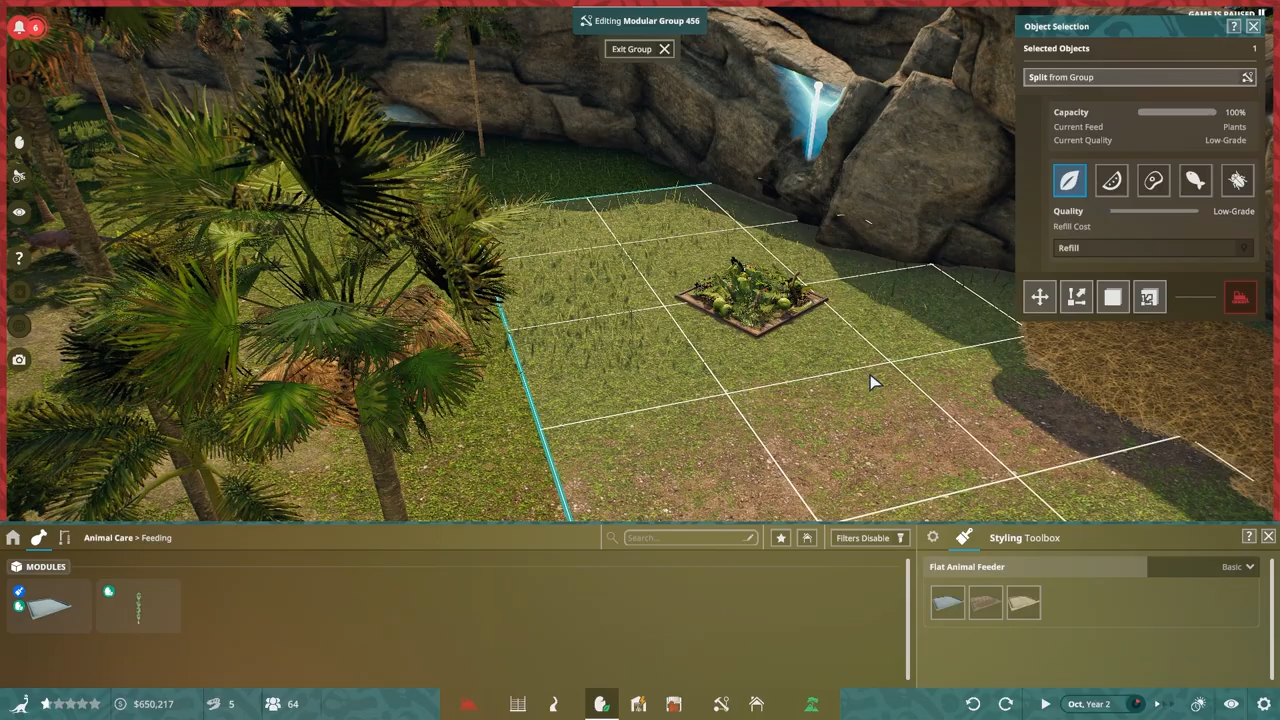 6
Editing Modular Group 456
Exit Group
GAME IS PAUSED
Object Selection
?
Selected Objects 1
Split from Group
Capacity 100%
Current Feed Plants
Current Quality Low-Grade
Quality Low-Grade
Refill Cost
Refill
12
?
Animal Care > Feeding
Search...
Filters Disable
MODULES
Styling Toolbox
?
Flat Animal Feeder
Basic
$650,217
5
64
Oct, Year 2